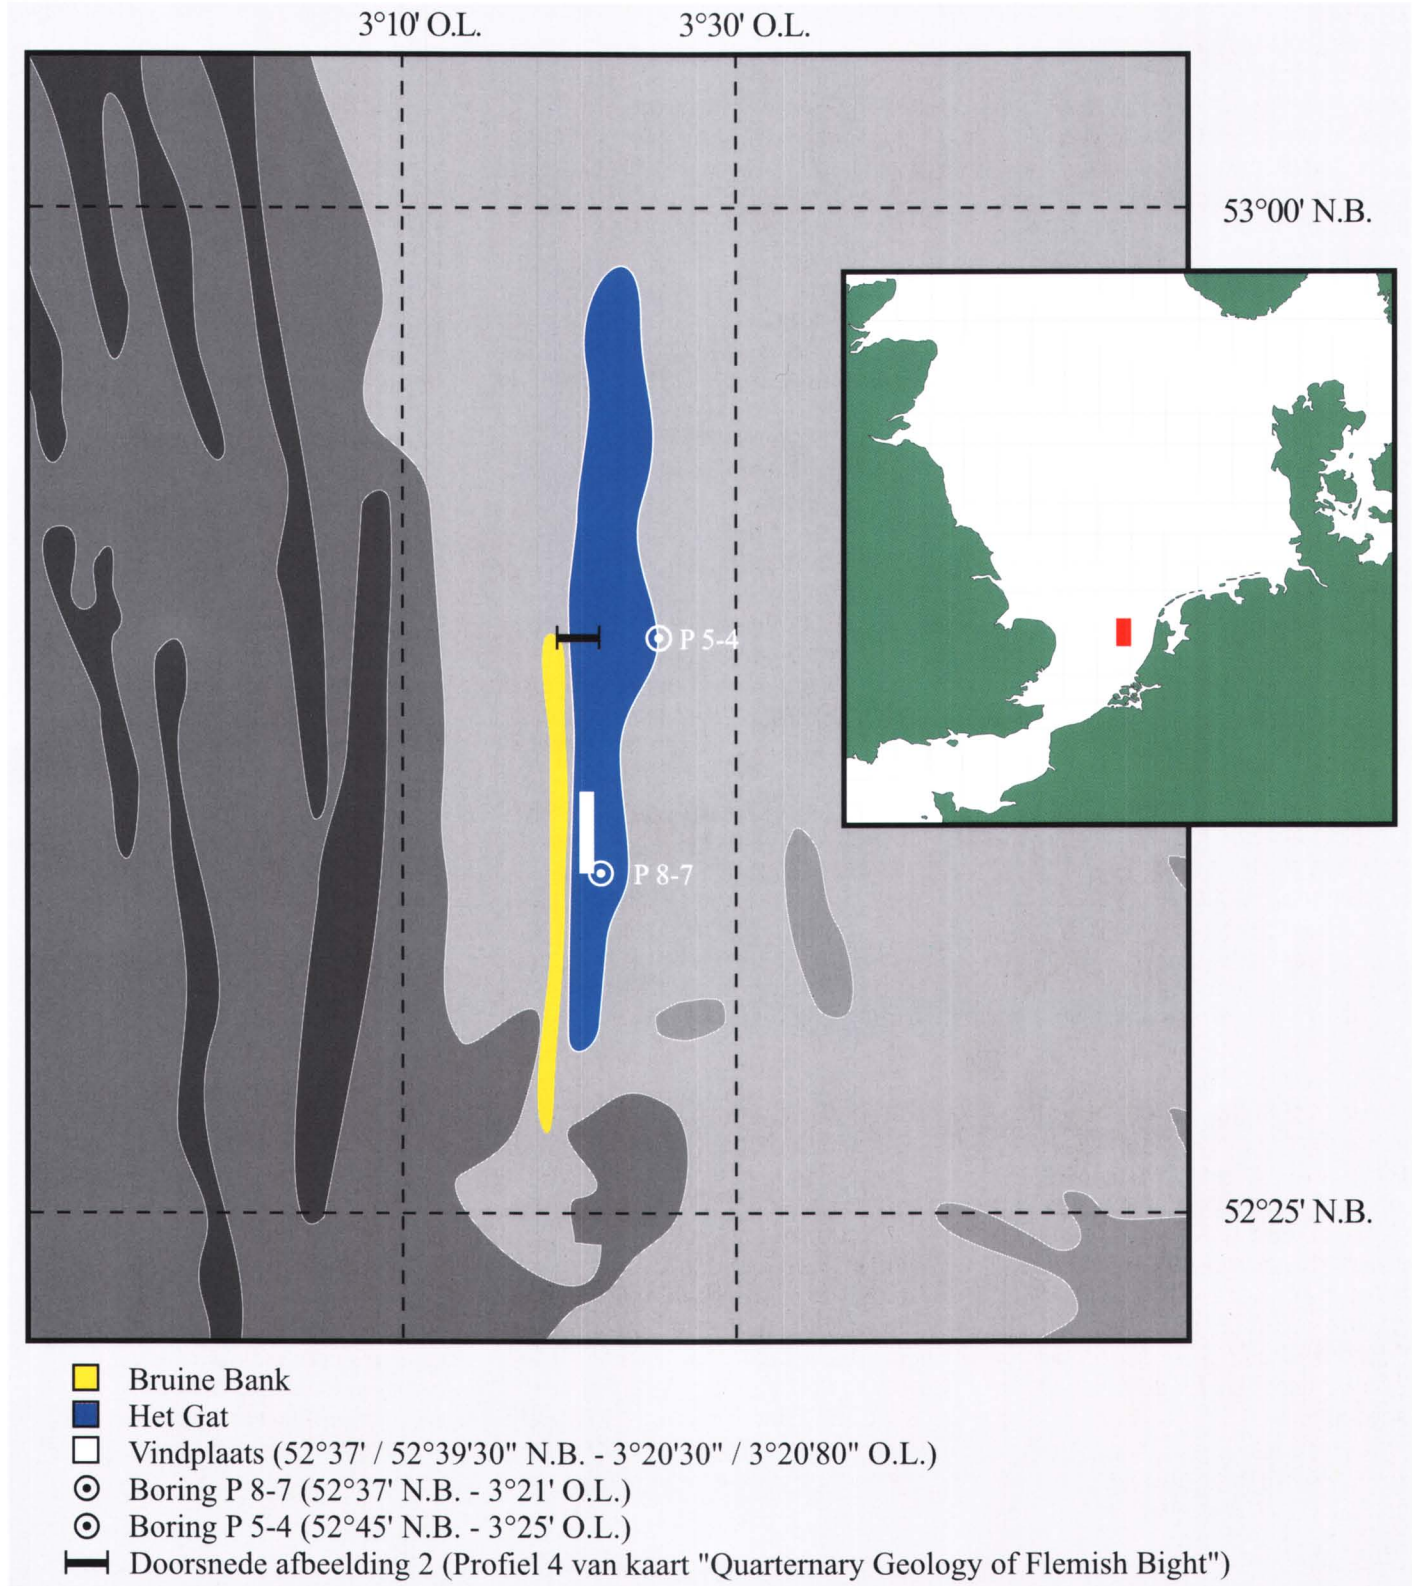 3°10' O.L.
3°30' O.L.
53°00' N.B.
P 5-4
P 8-7
52°25' N.B.
Bruine Bank
Het Gat
Vindplaats (52°37' / 52°39'30" N.B. - 3°20'30" / 3°20'80" O.L.)
Boring P 8-7 (52°37' N.B. - 3°21' O.L.)
Boring P 5-4 (52°45' N.B. - 3°25' O.L.)
Doorsnede afbeelding 2 (Profiel 4 van kaart "Quarternary Geology of Flemish Bight")